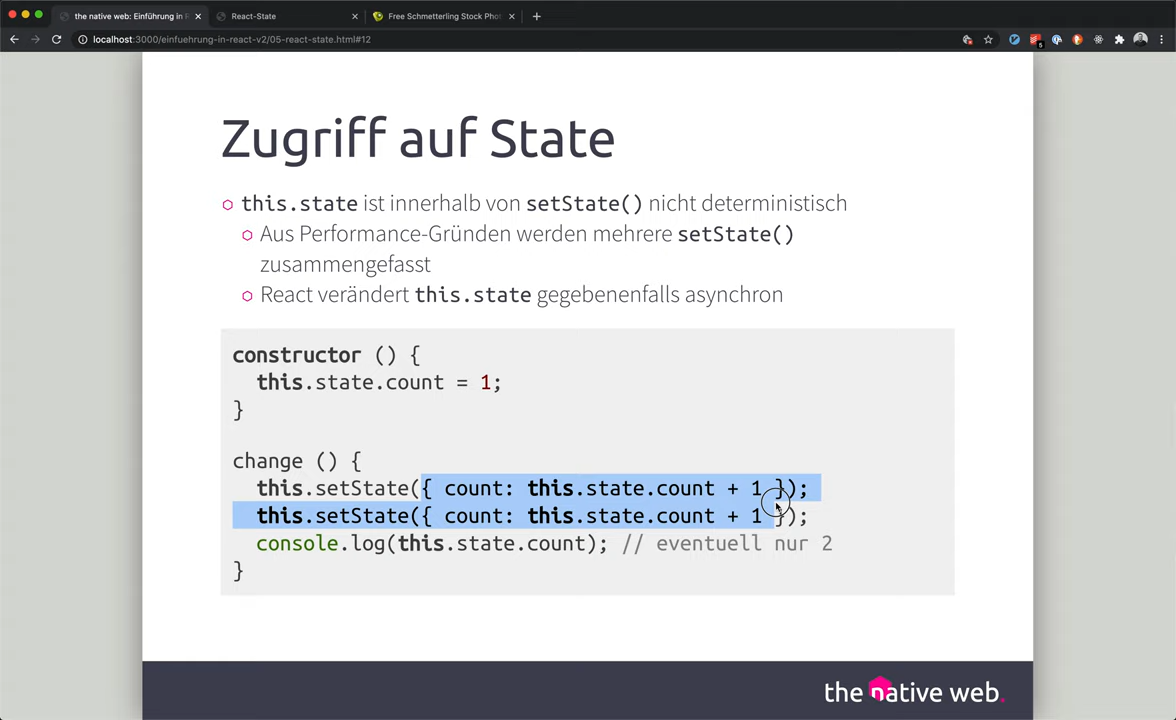 the native web: Einführung in R
React-State
Free Schmetterling Stock Phot
localhost:3000/einfuehrung-in-react-v2/05-react-state.html#12
5
Zugriff auf State
this.state ist innerhalb von setState() nicht deterministisch
Aus Performance-Gründen werden mehrere setState()
zusammengefasst
React verändert this.state gegebenenfalls asynchron
constructor () {
this.state.count = 1;
}
change () {
this.setState({ count: this.state.count + 1 });
this.setState({ count: this.state.count + 1 });
console.log(this.state.count); // eventuell nur 2
}
the native web.